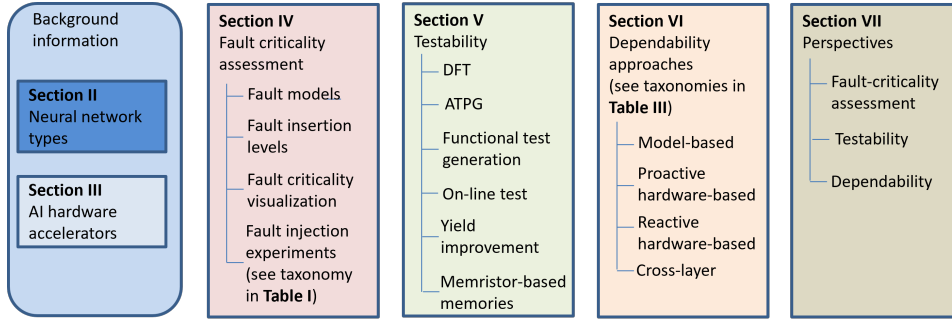 Background
information
Section II
Neural network
types
Section III
AI hardware
accelerators
Section IV
Fault criticality
assessment
Fault models
Fault insertion
levels
Fault criticality
visualization
Fault injection
experiments
(see taxonomy
in Table I)
Section V
Testability
DFT
ATPG
Functional test
generation
On-line test
Yield
improvement
Memristor-based
memories
Section VI
Dependability
approaches
(see taxonomies in
Table III)
Model-based
Proactive
hardware-based
Reactive
hardware-based
Cross-layer
Section VII
Perspectives
Fault-criticality
assessment
Testability
Dependability